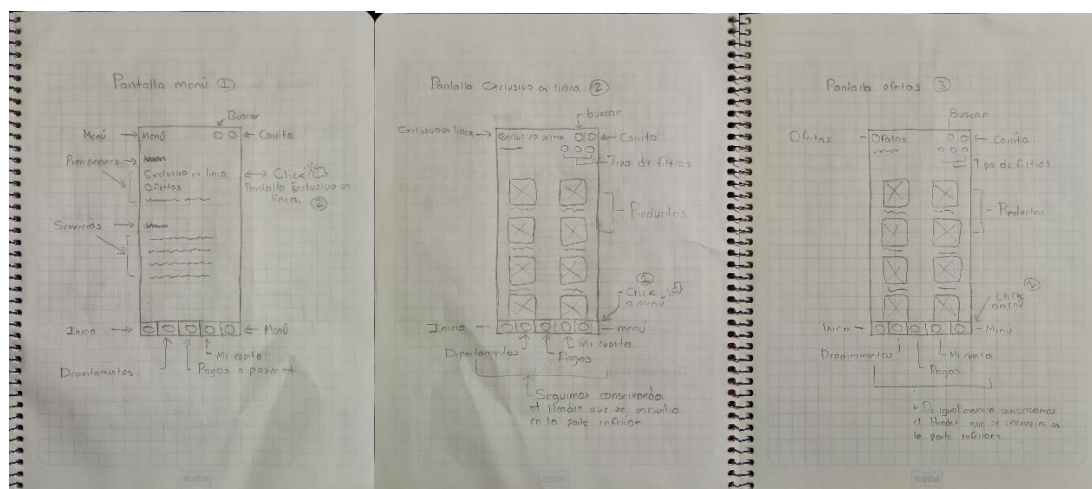 Pantalla menú ①
Buscar
Menú
Menú
Carrito
Promociones
Exclusivo en línea
Ofertas
Click
Pantalla Exclusivo en
línea ②
Servicios
Inicio
Menú
Mi cuenta
Departamentos
Pagos o payment
Scribe
Pantalla Exclusivo en línea ②
buscar
Exclusivo en línea
Exclusivo en línea
Carrito
Tipo de filtros
Productos
Click
a menú
Inicio
menú
Mi cuenta
Departamentos
Pagos
Seguimos conservando
el Header que se encuentra
en la parte inferior
Scribe
Pantalla ofertas ③
Buscar
Ofertas
Ofertas
Carrito
Tipo de filtros
Productos
Click
a menú
Inicio
Menú
Departamentos
Mi cuenta
Pagos
De igual manera conservamos
el Header que se encuentra en
la parte inferior
Scribe